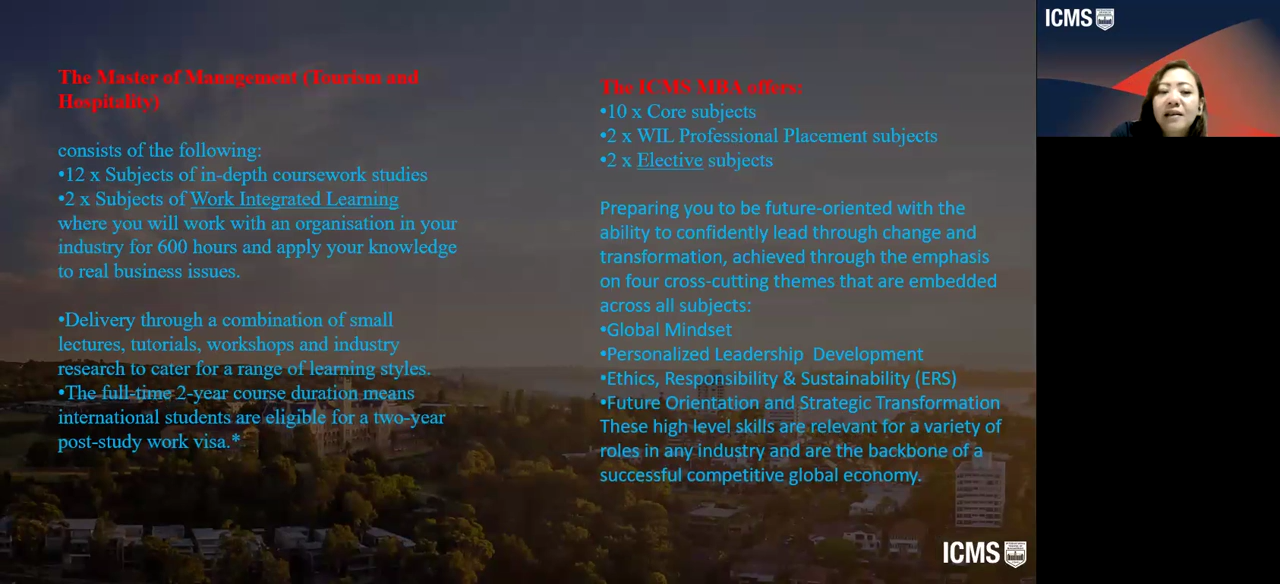 The Master of Management (Tourism and
Hospitality)
consists of the following:
•12 x Subjects of in-depth coursework studies
•2 x Subjects of Work Integrated Learning
where you will work with an organisation in your
industry for 600 hours and apply your knowledge
to real business issues.
•Delivery through a combination of small
lectures, tutorials, workshops and industry
research to cater for a range of learning styles.
•The full-time 2-year course duration means
international students are eligible for a two-year
post-study work visa.*
The ICMS MBA offers:
•10 x Core subjects
•2 x WIL Professional Placement subjects
•2 x Elective subjects
Preparing you to be future-oriented with the
ability to confidently lead through change and
transformation, achieved through the emphasis
on four cross-cutting themes that are embedded
across all subjects:
•Global Mindset
•Personalized Leadership  Development
•Ethics, Responsibility & Sustainability (ERS)
•Future Orientation and Strategic Transformation
These high level skills are relevant for a variety of
roles in any industry and are the backbone of a
successful competitive global economy.
ICMS
ICMS